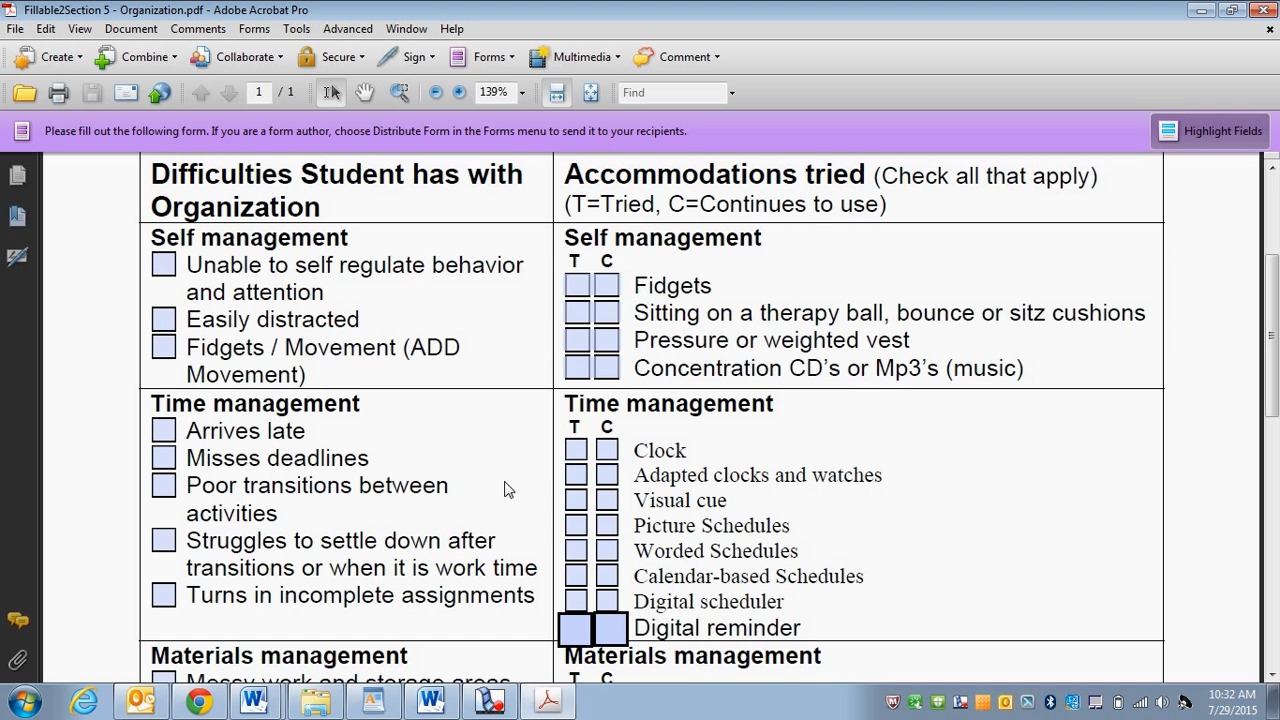 Fillable2Section 5 - Organization.pdf - Adobe Acrobat Pro
File Edit View Document Comments Forms Tools Advanced Window Help
Create Combine Collaborate Secure Sign Forms Multimedia Comment
1 / 1 139% Find
Please fill out the following form. If you are a form author, choose Distribute Form in the Forms menu to send it to your recipients.
Highlight Fields
Difficulties Student has with
Organization
Accommodations tried (Check all that apply)
(T=Tried, C=Continues to use)
Self management
Unable to self regulate behavior
and attention
Easily distracted
Fidgets / Movement (ADD
Movement)
Self management
T C
Fidgets
Sitting on a therapy ball, bounce or sitz cushions
Pressure or weighted vest
Concentration CD's or Mp3's (music)
Time management
Arrives late
Misses deadlines
Poor transitions between
activities
Struggles to settle down after
transitions or when it is work time
Turns in incomplete assignments
Time management
T C
Clock
Adapted clocks and watches
Visual cue
Picture Schedules
Worded Schedules
Calendar-based Schedules
Digital scheduler
Digital reminder
Materials management
Messy work and storage areas
Materials management
T C
10:32 AM
7/29/2015